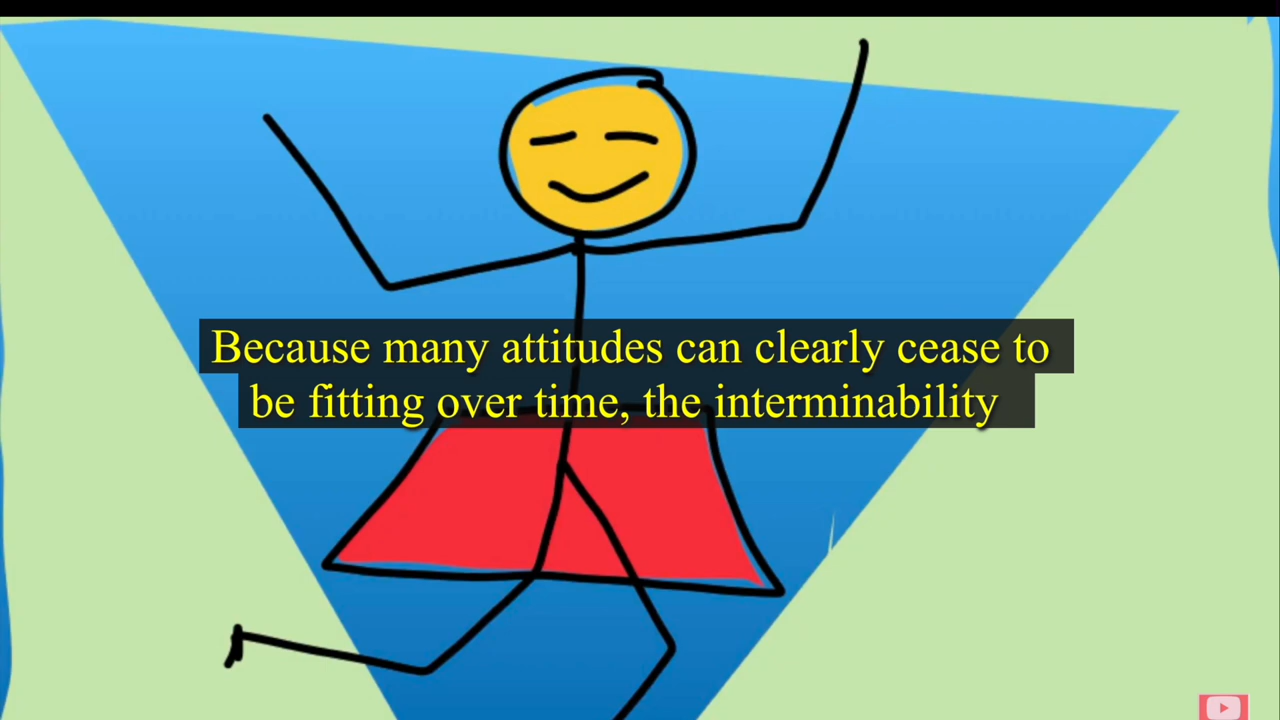 Because many attitudes can clearly cease to
be fitting over time, the interminability